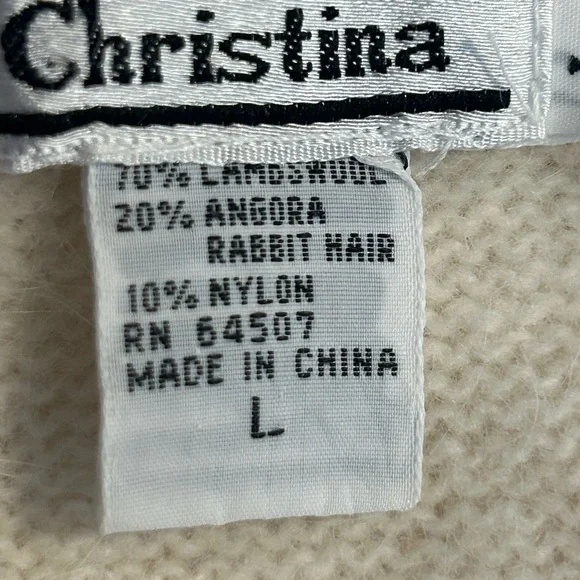 Christina
70% LAMBSWOOL
20% ANGORA
RABBIT HAIR
10% NYLON
RN 64507
MADE IN CHINA
L